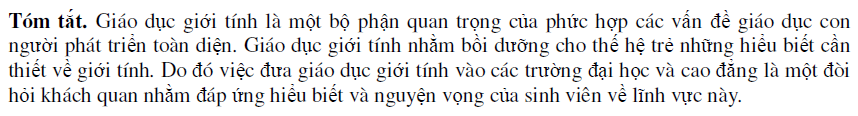 Tóm tắt. Giáo dục giới tính là một bộ phận quan trọng của phức hợp các vấn đề giáo dục con
người phát triển toàn diện. Giáo dục giới tính nhằm bồi dưỡng cho thế hệ trẻ những hiểu biết cần
thiết về giới tính. Do đó việc đưa giáo dục giới tính vào các trường đại học và cao đẳng là một đòi
hỏi khách quan nhằm đáp ứng hiểu biết và nguyện vọng của sinh viên về lĩnh vực này.